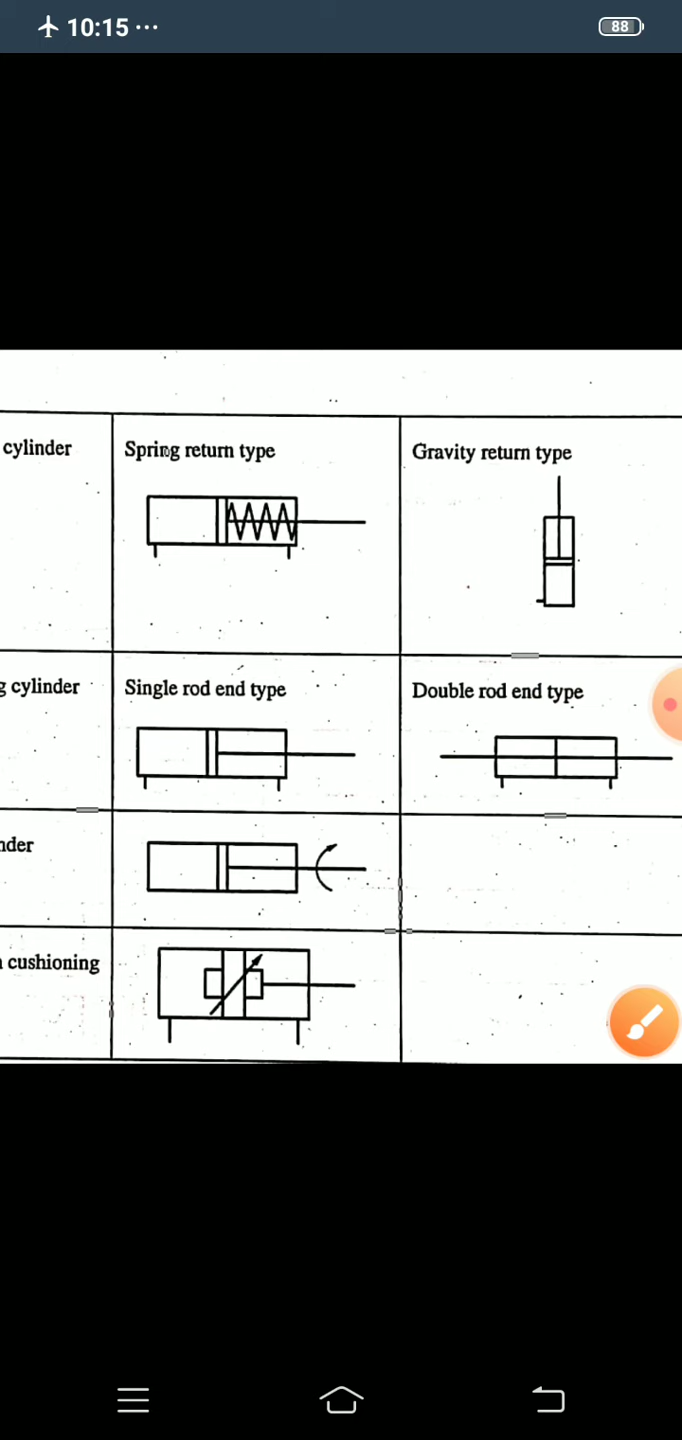 10:15 ...
88
cylinder
Spring return type
Gravity return type
g cylinder
Single rod end type
Double rod end type
nder
cushioning